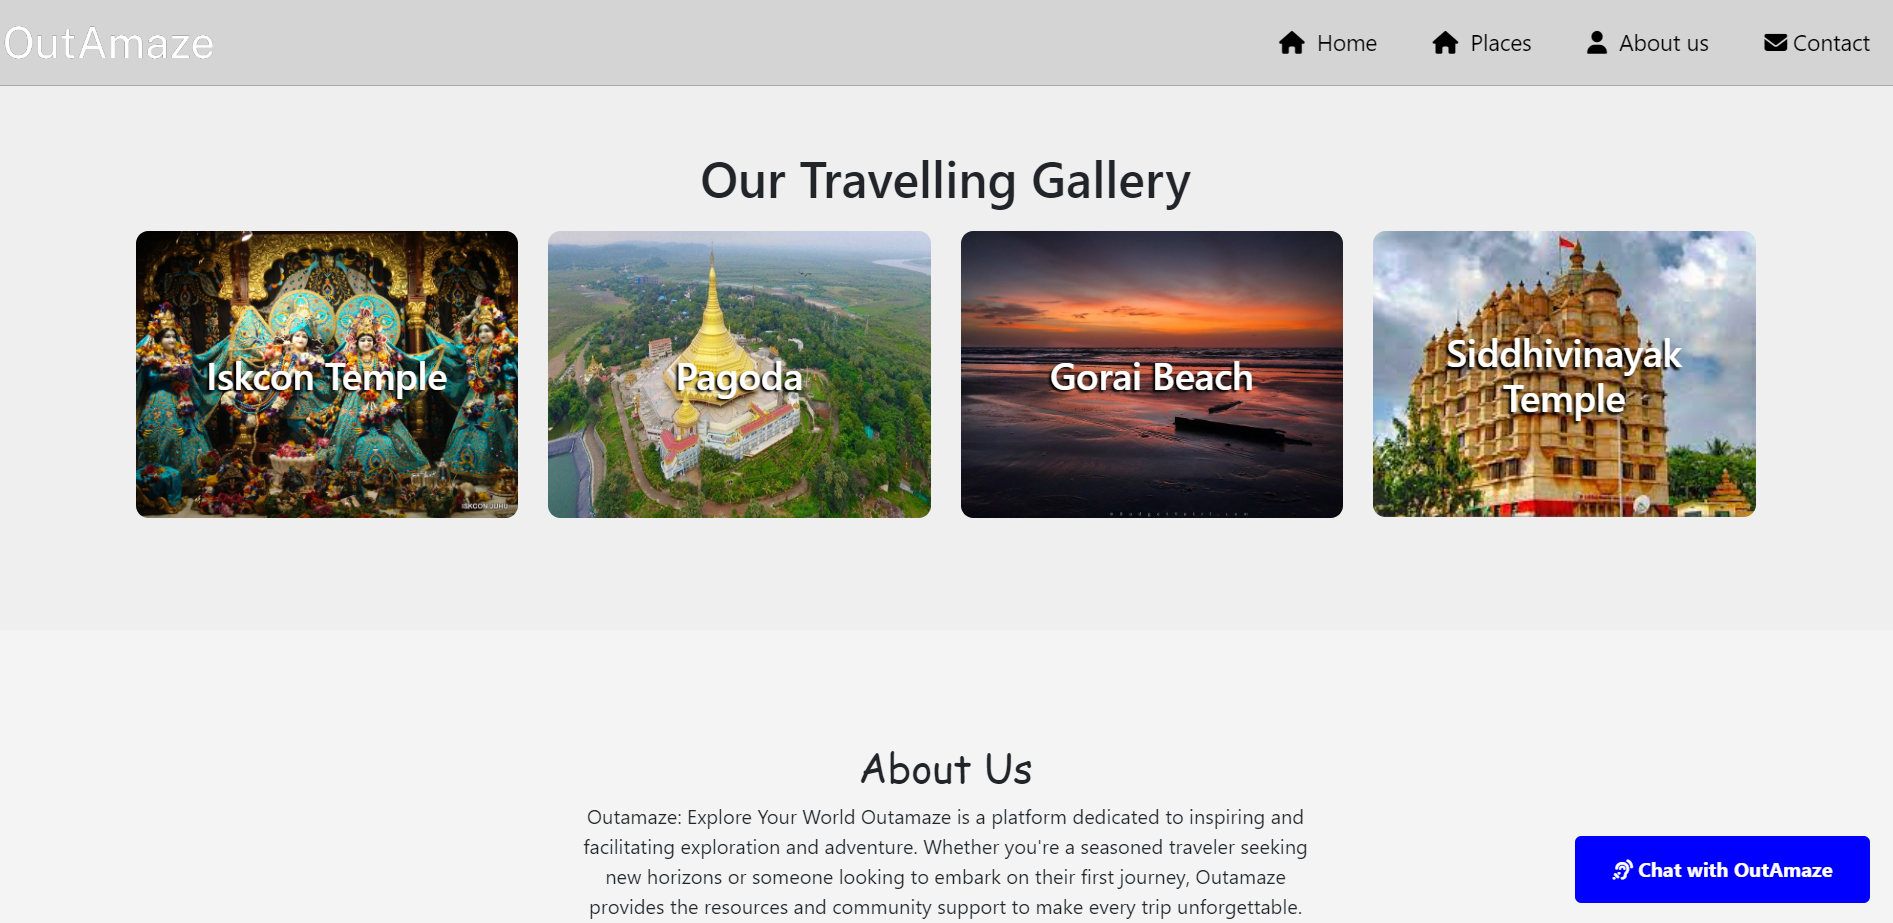 OutAmaze
Home
Places
About us
Contact
Our Travelling Gallery
Iskcon Temple
Pagoda
Gorai Beach
Siddhivinayak
Temple
ISKCON JUHU
About Us
Outamaze: Explore Your World Outamaze is a platform dedicated to inspiring and
facilitating exploration and adventure. Whether you're a seasoned traveler seeking
new horizons or someone looking to embark on their first journey, Outamaze
provides the resources and community support to make every trip unforgettable.
Chat with OutAmaze